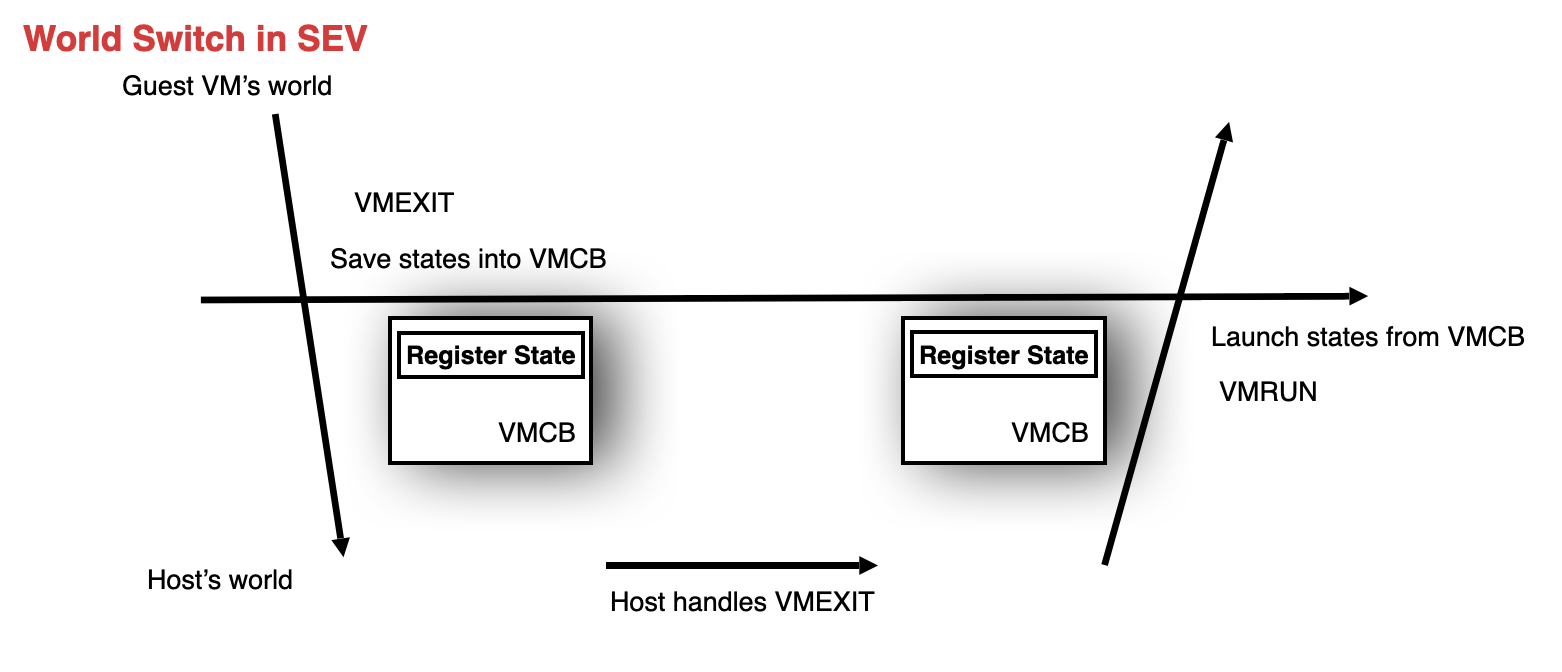 World Switch in SEV
Guest VM’s world
VMEXIT
Save states into VMCB
Register State
VMCB
Register State
VMCB
Launch states from VMCB
VMRUN
Host’s world
Host handles VMEXIT